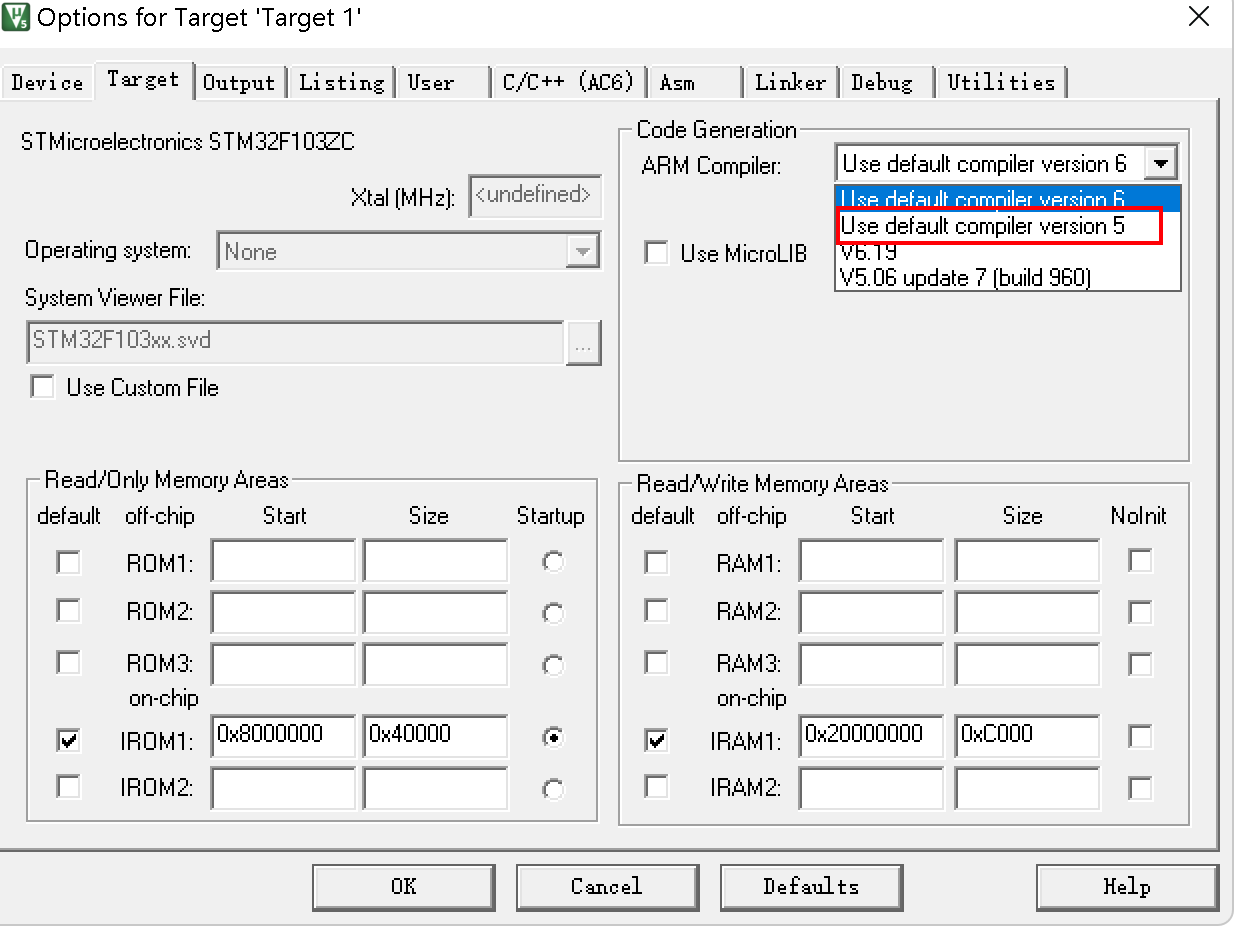 Options for Target 'Target 1'
Device Target Output Listing User C/C++ (AC6) Asm Linker Debug Utilities
STMicroelectronics STM32F103ZC
Xtal (MHz): <undefined>
Operating system: None
System Viewer File:
STM32F103xx.svd ...
Use Custom File
Code Generation
ARM Compiler: Use default compiler version 6
Use default compiler version 6
Use default compiler version 5
V6.19
V5.06 update 7 (build 960)
Use MicroLIB
Read/Only Memory Areas
default off-chip Start Size Startup
ROM1:
ROM2:
ROM3:
on-chip
IROM1: 0x8000000 0x40000
IROM2:
Read/Write Memory Areas
default off-chip Start Size NoInit
RAM1:
RAM2:
RAM3:
on-chip
IRAM1: 0x20000000 0xC000
IRAM2:
OK Cancel Defaults Help